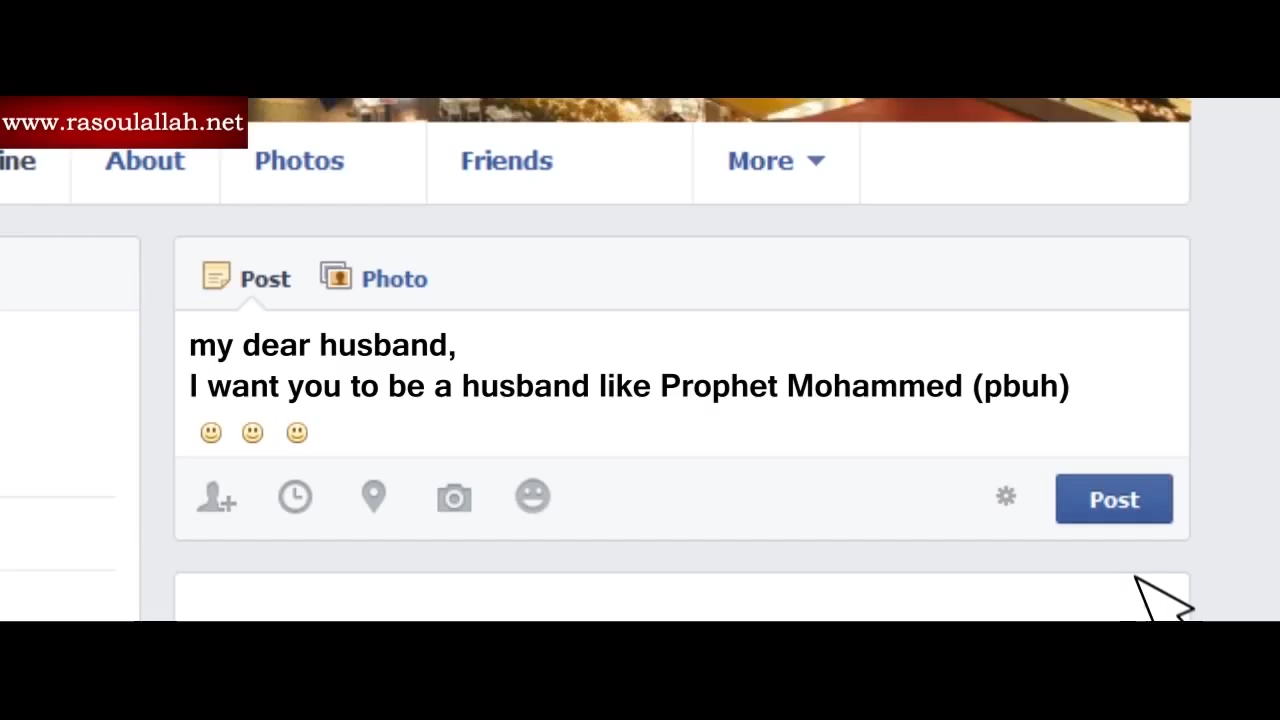 www.rasoulallah.net
ine About Photos Friends More
Post Photo
my dear husband,
I want you to be a husband like Prophet Mohammed (pbuh)
Post